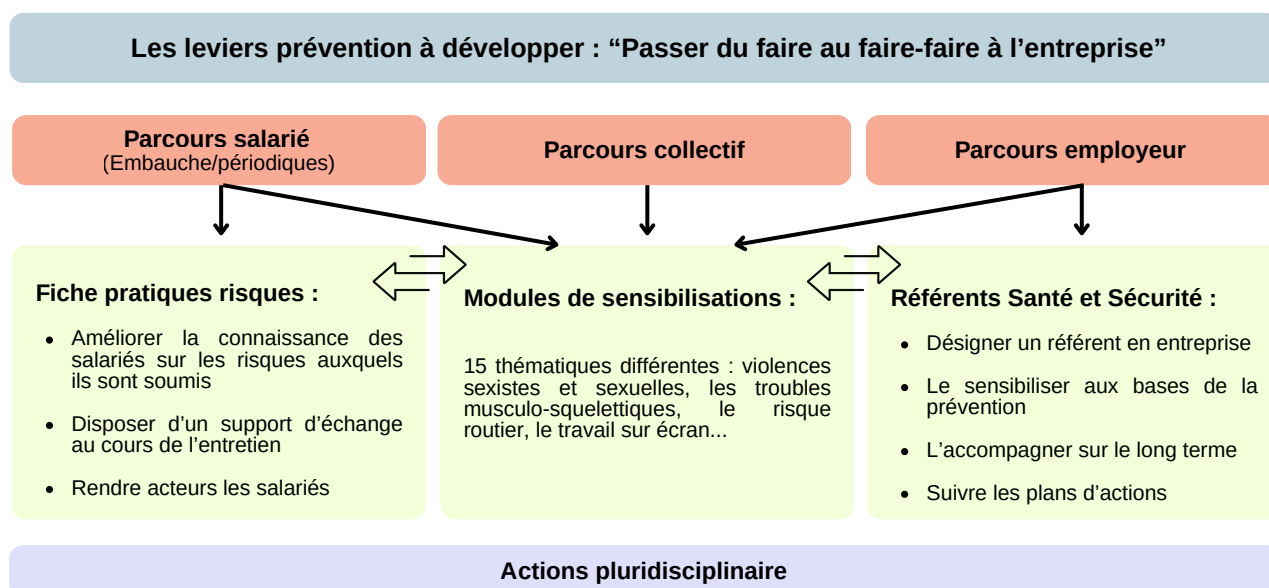 Les leviers prévention à développer : “Passer du faire au faire-faire à l’entreprise”
Parcours salarié
(Embauche/périodiques)
Parcours collectif
Parcours employeur
Fiche pratiques risques :
• Améliorer la connaissance des
salariés sur les risques auxquels
ils sont soumis
• Disposer d’un support d’échange
au cours de l’entretien
• Rendre acteurs les salariés
Modules de sensibilisations :
15 thématiques différentes : violences
sexistes et sexuelles, les troubles
musculo-squelettiques, le risque
routier, le travail sur écran...
Référents Santé et Sécurité :
• Désigner un référent en entreprise
• Le sensibiliser aux bases de la
prévention
• L’accompagner sur le long terme
• Suivre les plans d’actions
Actions pluridisciplinaire